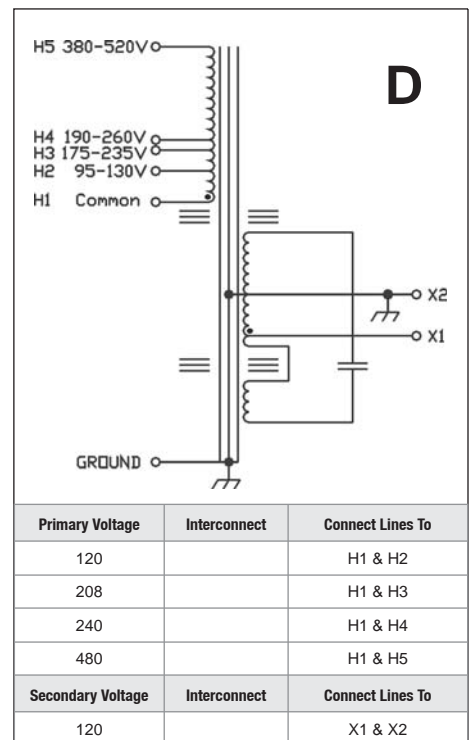 D
H5 380-520V
H4 190-260V
H3 175-235V
H2 95-130V
H1 Common
X2
X1
GROUND
Primary Voltage Interconnect Connect Lines To
120 H1 & H2
208 H1 & H3
240 H1 & H4
480 H1 & H5
Secondary Voltage Interconnect Connect Lines To
120 X1 & X2